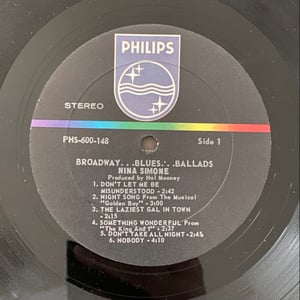 PHILIPS
STEREO
PHS-600-148
Side 1
BROADWAY...BLUES...BALLADS
NINA SIMONE
Produced by Hal Mooney
1. DON'T LET ME BE
MISUNDERSTOOD - 2:42
2. NIGHT SONG From The Musical
"Golden Boy" - 3:00
3. THE LAZIEST GAL IN TOWN
- 2:15
4. SOMETHING WONDERFUL From
"The King And I" - 2:37
5. DON'T TAKE ALL NIGHT - 2:45
6. NOBODY - 4:10